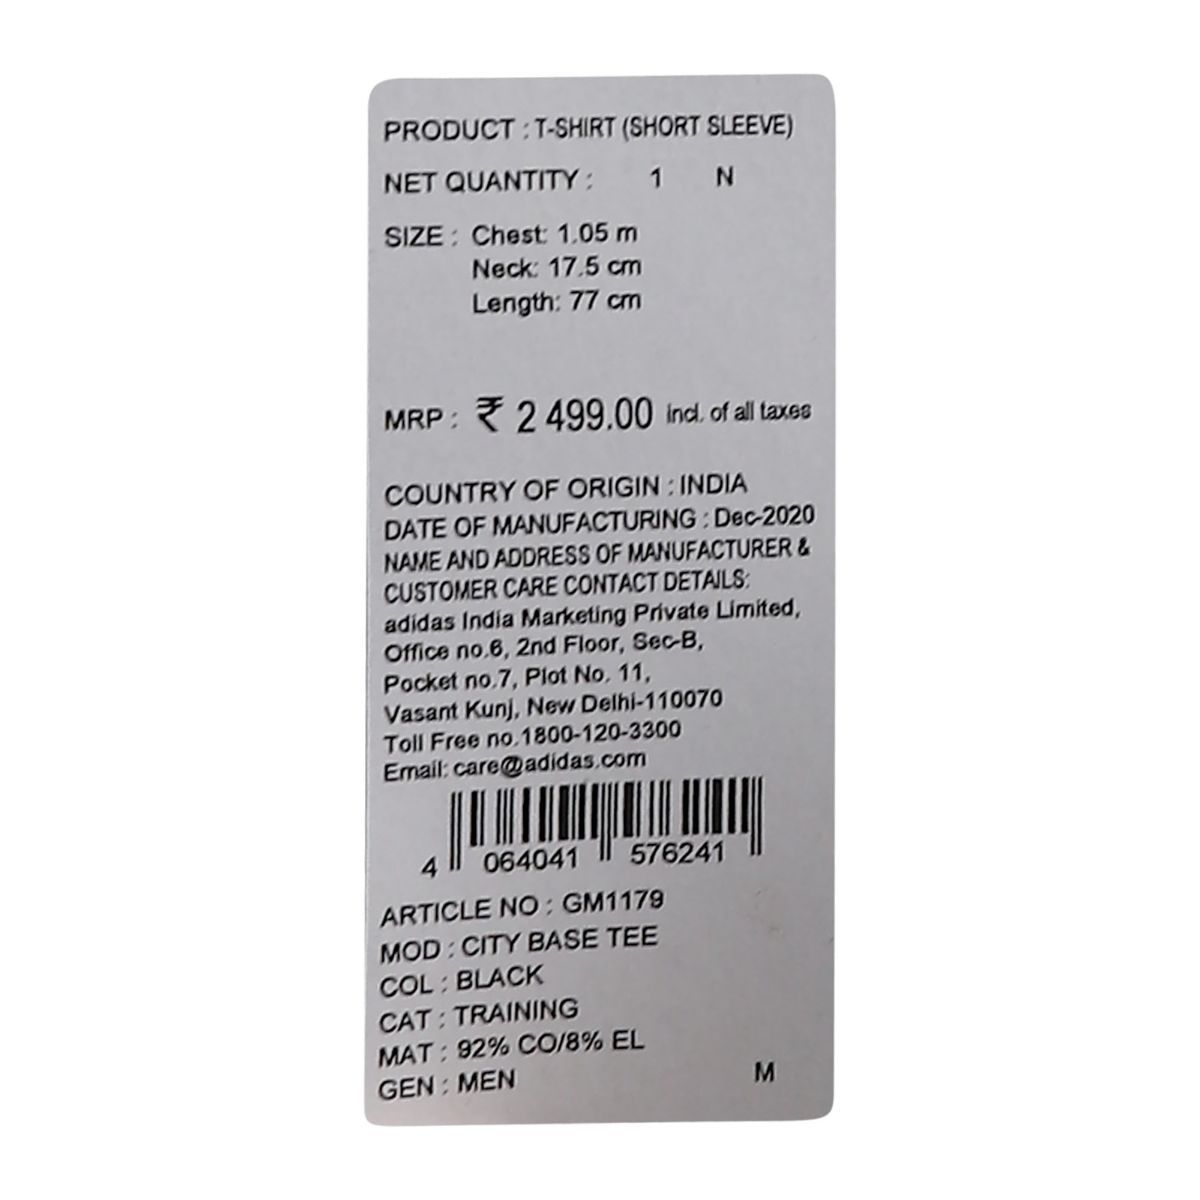 PRODUCT : T-SHIRT (SHORT SLEEVE)
NET QUANTITY : 1 N
SIZE : Chest: 1.05 m
Neck: 17.5 cm
Length: 77 cm
MRP : ₹ 2 499.00 incl. of all taxes
COUNTRY OF ORIGIN : INDIA
DATE OF MANUFACTURING : Dec-2020
NAME AND ADDRESS OF MANUFACTURER &
CUSTOMER CARE CONTACT DETAILS:
adidas India Marketing Private Limited,
Office no.6, 2nd Floor, Sec-B,
Pocket no.7, Plot No. 11,
Vasant Kunj, New Delhi-110070
Toll Free no.1800-120-3300
Email: care@adidas.com
4 064041 576241
ARTICLE NO : GM1179
MOD : CITY BASE TEE
COL : BLACK
CAT : TRAINING
MAT : 92% CO/8% EL
GEN : MEN M